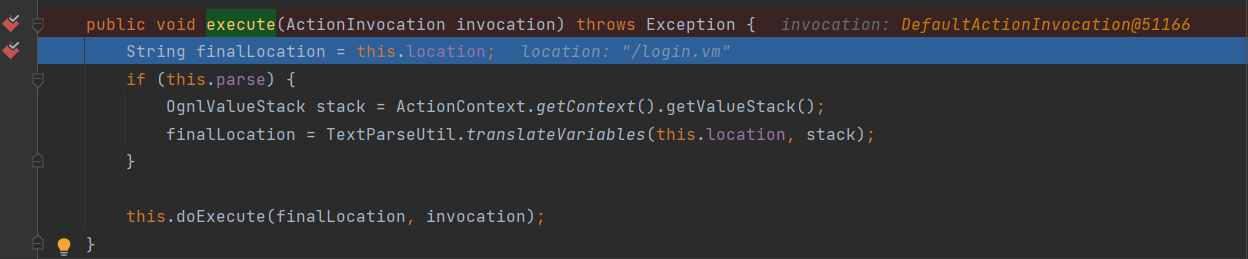 public void execute(ActionInvocation invocation) throws Exception {   invocation: DefaultActionInvocation@51166
    String finalLocation = this.location;   location: "/login.vm"
    if (this.parse) {
        OgnlValueStack stack = ActionContext.getContext().getValueStack();
        finalLocation = TextParseUtil.translateVariables(this.location, stack);
    }

    this.doExecute(finalLocation, invocation);
}